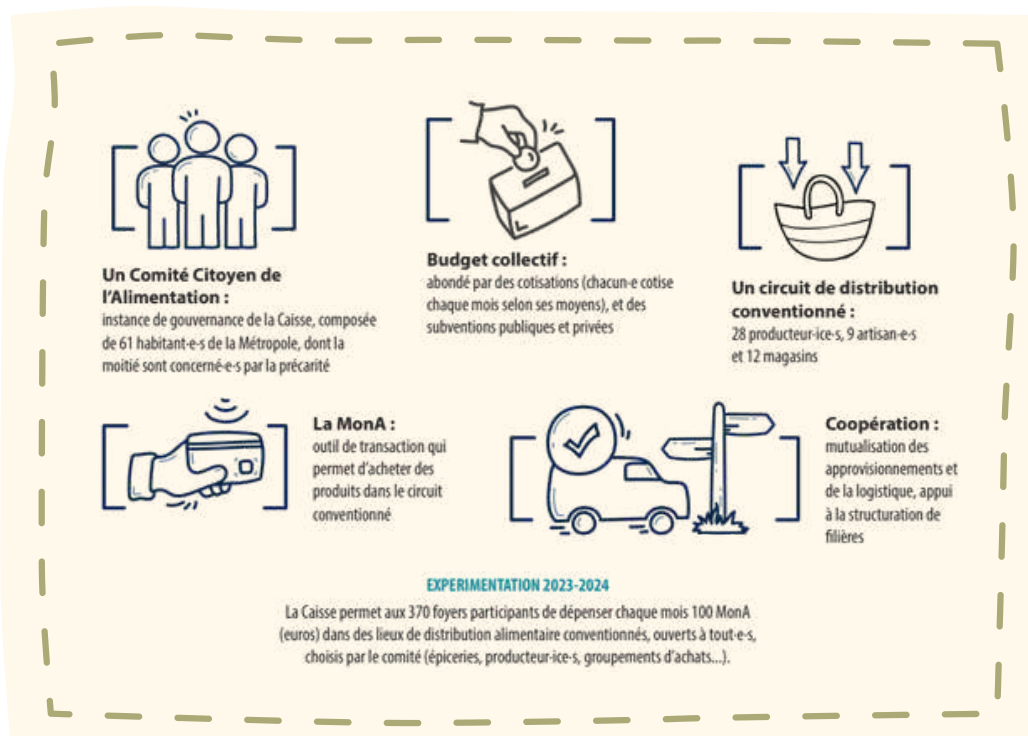 Un Comité Citoyen de
l'Alimentation :
instance de gouvernance de la Caisse, composée
de 61 habitant·e·s de la Métropole, dont la
moitié sont concerné·e·s par la précarité
Budget collectif :
abondé par des cotisations (chacun·e cotise
chaque mois selon ses moyens), et des
subventions publiques et privées
Un circuit de distribution
conventionné :
28 producteur·ice·s, 9 artisan·e·s
et 12 magasins
La MonA :
outil de transaction qui
permet d'acheter des
produits dans le circuit
conventionné
Coopération :
mutualisation des
approvisionnements et
de la logistique, appui
à la structuration de
filières
EXPERIMENTATION 2023-2024
La Caisse permet aux 370 foyers participants de dépenser chaque mois 100 MonA
(euros) dans des lieux de distribution alimentaire conventionnés, ouverts à tout·e·s,
choisis par le comité (épiceries, producteur·ice·s, groupements d'achats...).